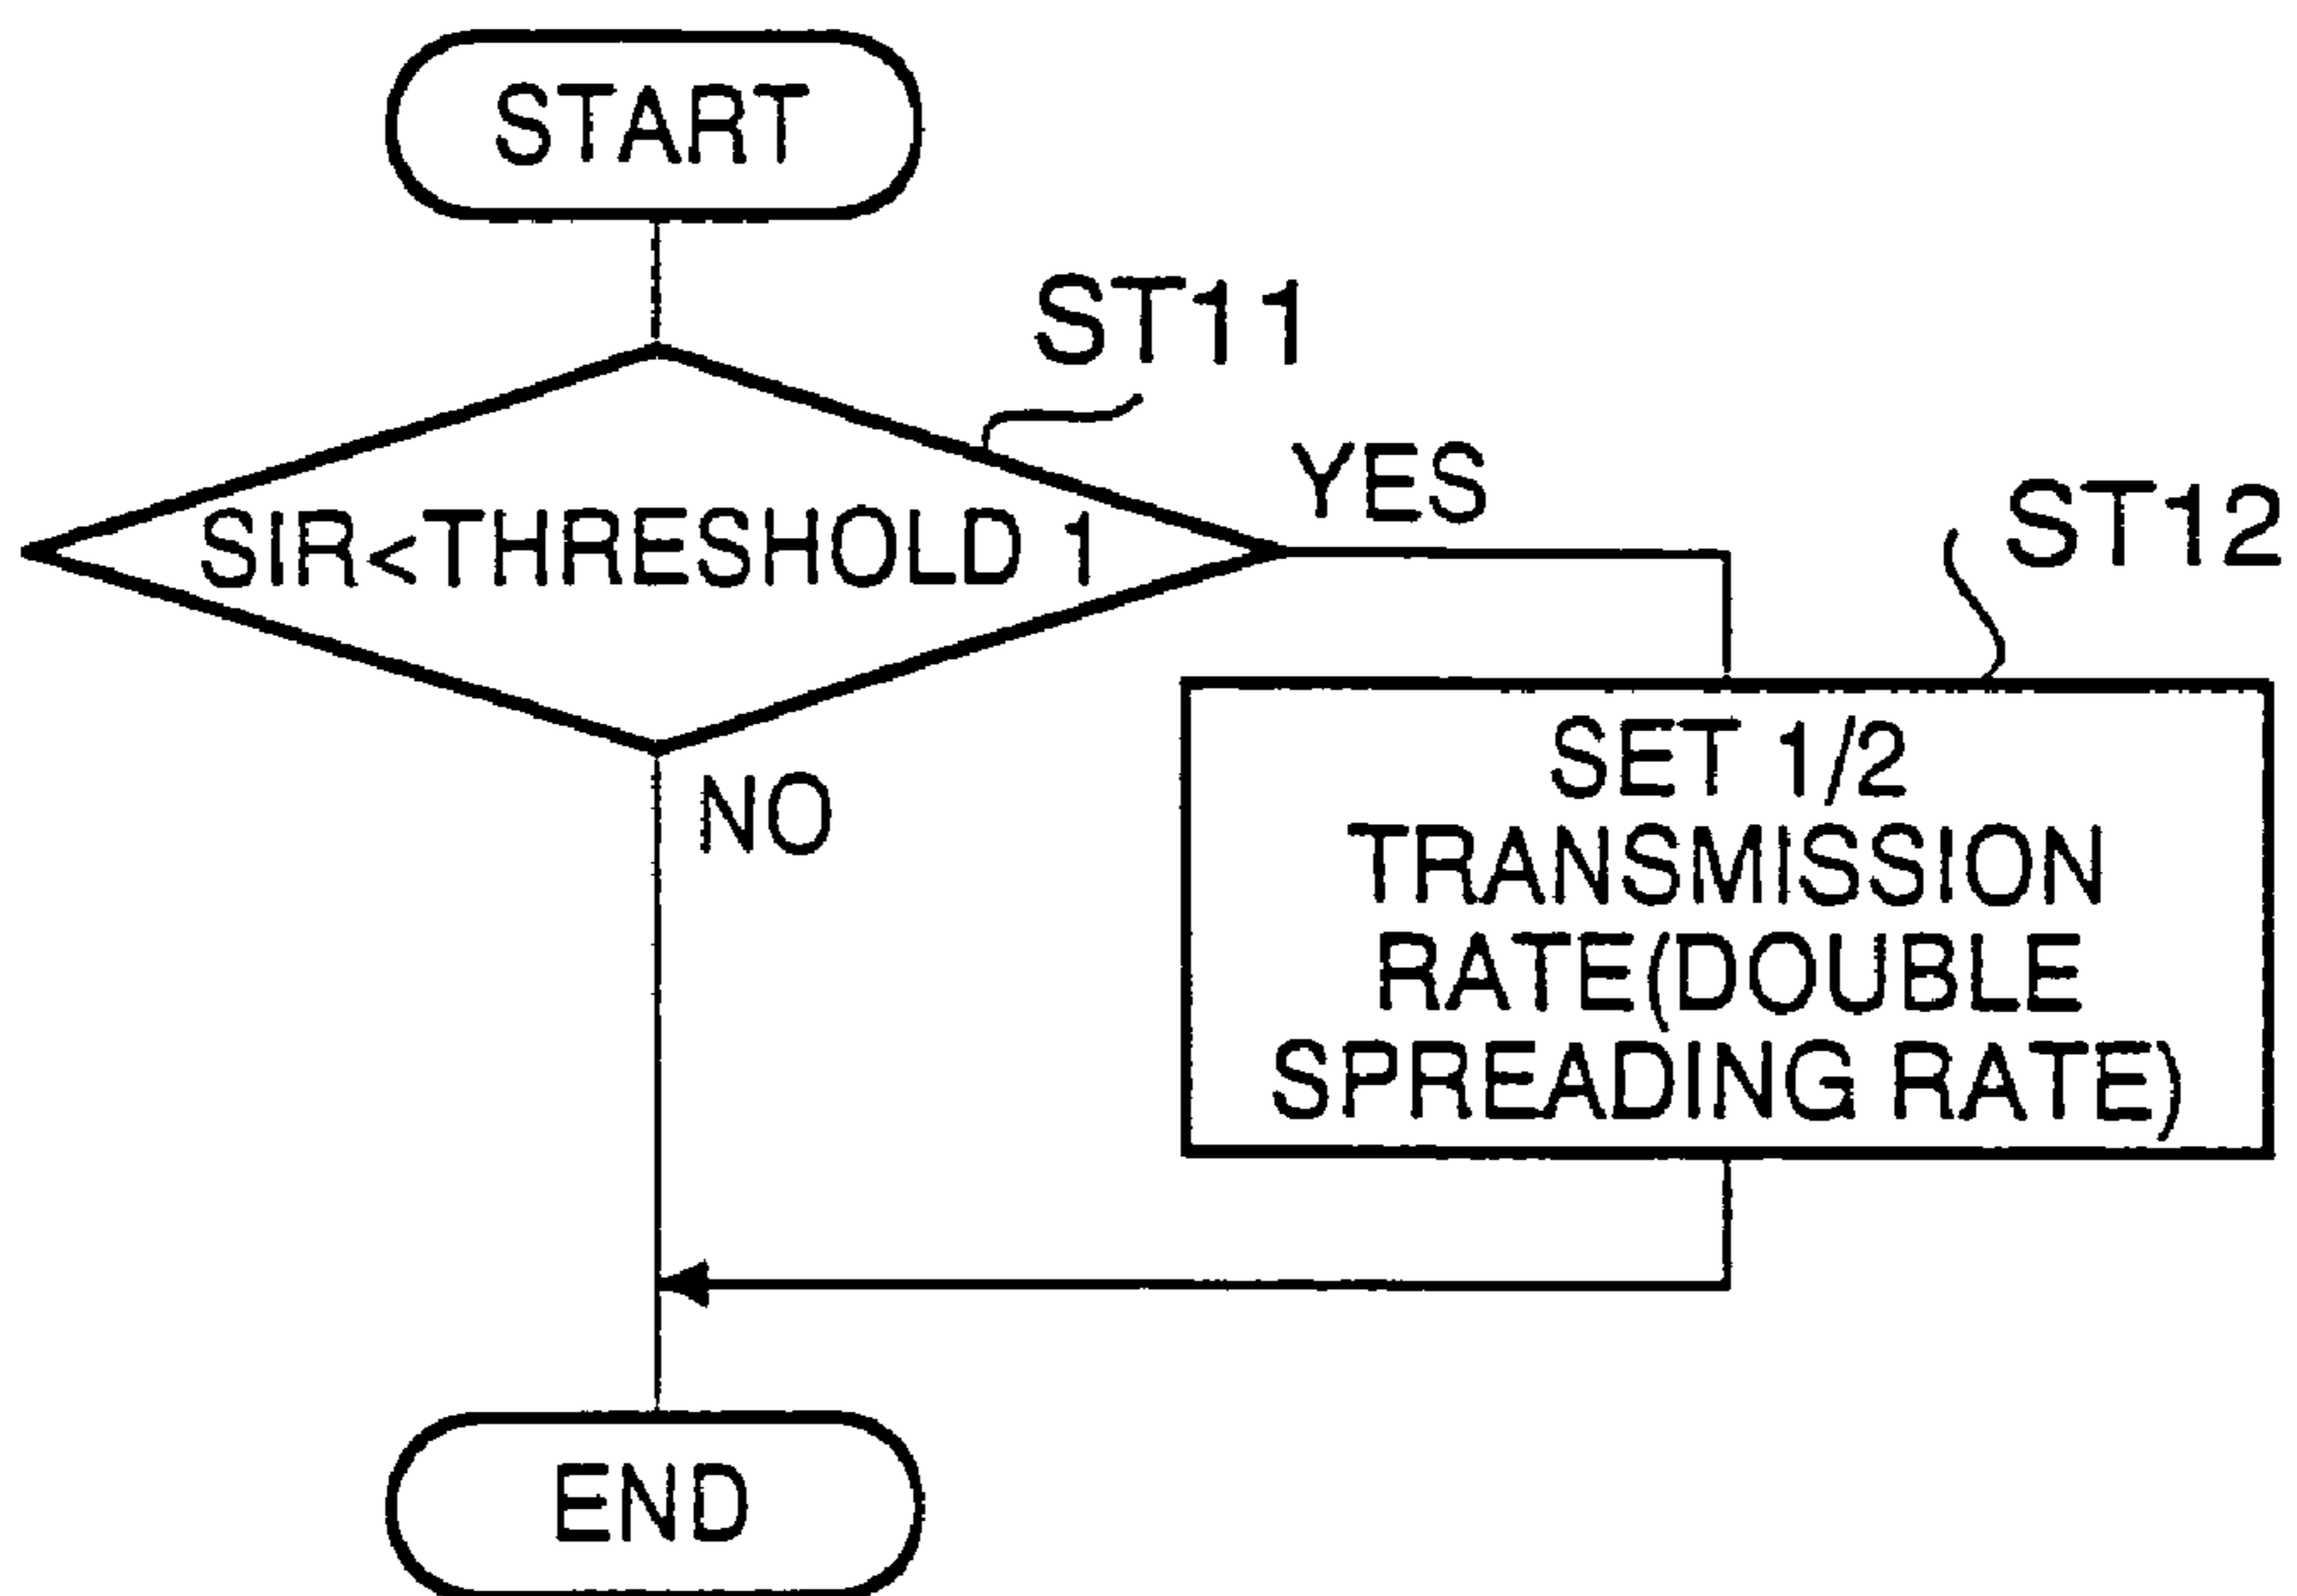 START
ST11
YES
ST12
SIR<THRESHOLD 1
NO
SET 1/2
TRANSMISSION
RATE(DOUBLE
SPREADING RATE)
END